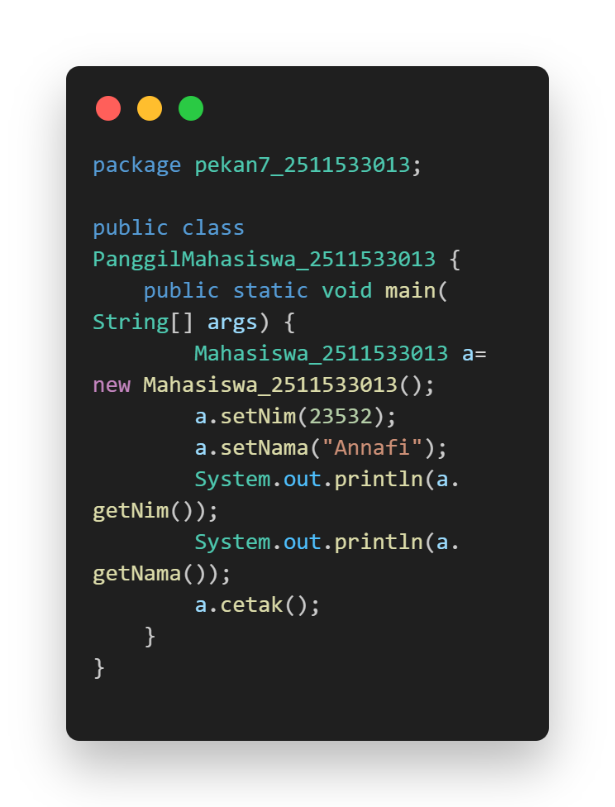 package pekan7_2511533013;

public class
PanggilMahasiswa_2511533013 {
    public static void main(
String[] args) {
        Mahasiswa_2511533013 a=
new Mahasiswa_2511533013();
        a.setNim(23532);
        a.setNama("Annafi");
        System.out.println(a.
getNim());
        System.out.println(a.
getNama());
        a.cetak();
    }
}